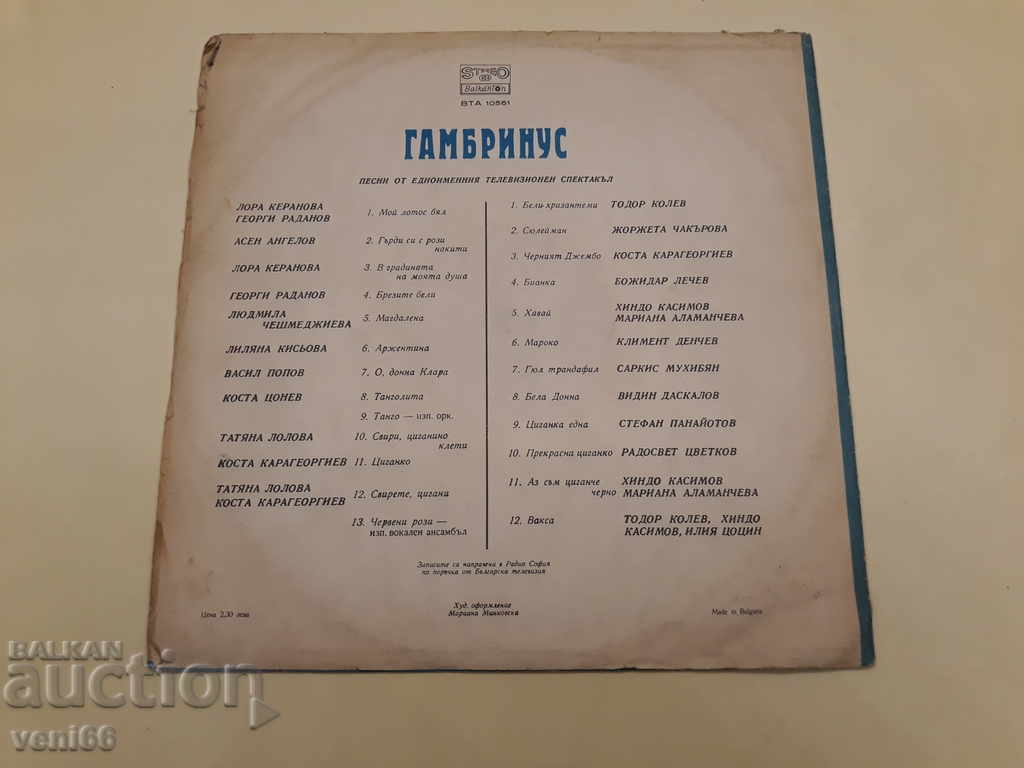 STEREO
Balkanton
BTA 10561
ГАМБРИНУС
ПЕСНИ ОТ ЕДНОИМЕННИЯ ТЕЛЕВИЗИОНЕН СПЕКТАКЪЛ
ЛОРА КЕРАНОВА
ГЕОРГИ РАДАНОВ 1. Мой лотос бял
АСЕН АНГЕЛОВ 2. Гърди си с рози
накити
ЛОРА КЕРАНОВА 3. В градината
на моята душа
ГЕОРГИ РАДАНОВ 4. Брезите бели
ЛЮДМИЛА
ЧЕШМЕДЖИЕВА 5. Магдалена
ЛИЛЯНА КИСЬОВА 6. Аржентина
ВАСИЛ ПОПОВ 7. О, донна Клара
КОСТА ЦОНЕВ 8. Танголита
9. Танго — изп. орк.
ТАТЯНА ЛОЛОВА 10. Свири, циганино
клети
КОСТА КАРАГЕОРГИЕВ 11. Циганко
ТАТЯНА ЛОЛОВА
КОСТА КАРАГЕОРГИЕВ 12. Свирете, цигани
13. Червени рози —
изп. вокален ансамбъл
1. Бели хризантеми ТОДОР КОЛЕВ
2. Сюлейман ЖОРЖЕТА ЧАКЪРОВА
3. Черният Джембо КОСТА КАРАГЕОРГИЕВ
4. Бианка БОЖИДАР ЛЕЧЕВ
5. Хавай ХИНДО КАСИМОВ
МАРИАНА АЛАМАНЧЕВА
6. Мароко КЛИМЕНТ ДЕНЧЕВ
7. Гюл трандафил САРКИС МУХИБЯН
8. Бела Донна ВИДИН ДАСКАЛОВ
9. Циганка една СТЕФАН ПАНАЙОТОВ
10. Прекрасна циганко РАДОСВЕТ ЦВЕТКОВ
11. Аз съм циганче ХИНДО КАСИМОВ
черно МАРИАНА АЛАМАНЧЕВА
12. Вакса ТОДОР КОЛЕВ, ХИНДО
КАСИМОВ, ИЛИЯ ЦОЦИН
Записите са направени в Радио София
по поръчка от Българска телевизия
Худ. оформление
Мариана Манковска
Цена 2,30 лева
Made in Bulgaria
BALKAN
auction
veni66